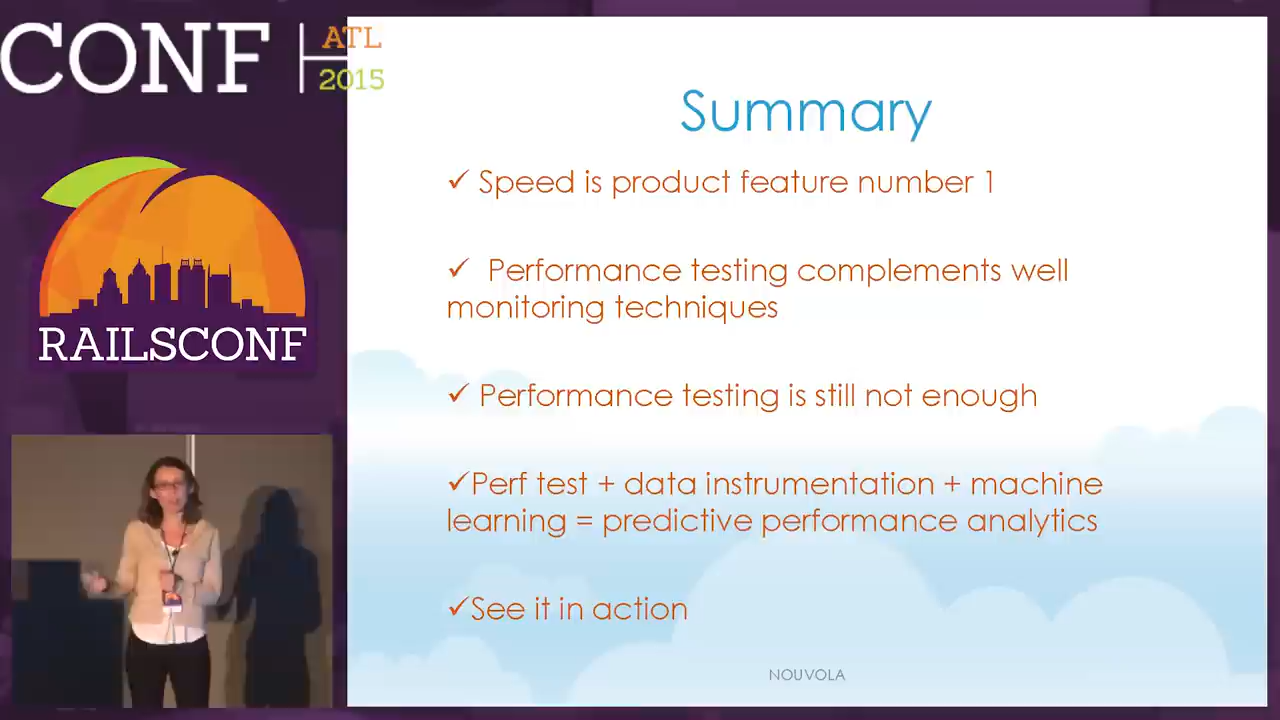 CONF
ATL
2015
RAILSCONF
Summary
✓ Speed is product feature number 1
✓ Performance testing complements well
monitoring techniques
✓ Performance testing is still not enough
✓Perf test + data instrumentation + machine
learning = predictive performance analytics
✓See it in action
NOUVOLA